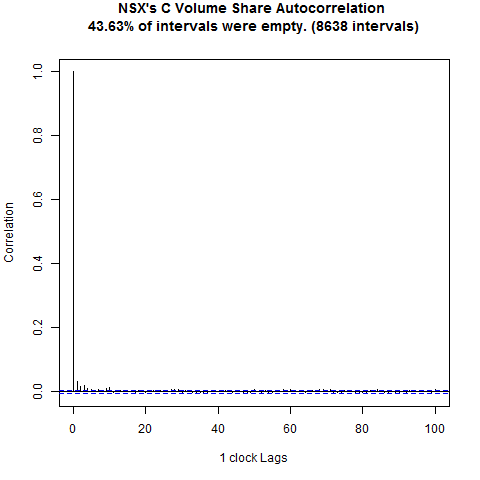 NSX's C Volume Share Autocorrelation
43.63% of intervals were empty. (8638 intervals)
1.0
0.8
0.6
0.4
0.2
0.0
Correlation
0 20 40 60 80 100
1 clock Lags